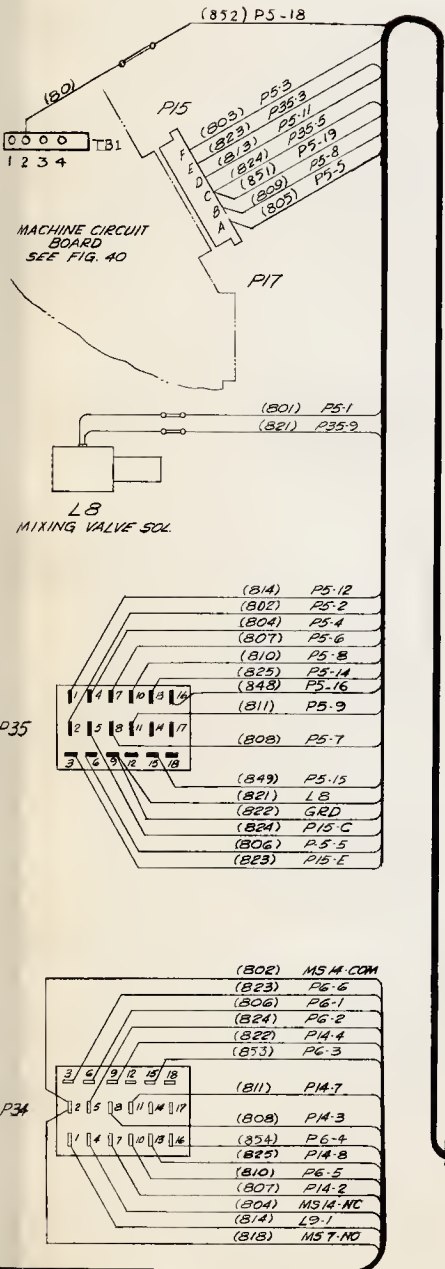 (852) P5-18
(80)
P15
TB1
1 2 3 4
(803) P5-3
(823) P35-3
(813) P5-11
(824) P35-5
(851) P5-19
(809) P5-8
(805) P5-5
F
E
D
C
B
A
MACHINE CIRCUIT
BOARD
SEE FIG. 40
P17
(801) P5-1
(821) P35-9
L8
MIXING VALVE SOL.
(814) P5-12
(802) P5-2
(804) P5-4
(807) P5-6
(810) P5-8
(825) P5-14
(848) P5-16
(811) P5-9
(808) P5-7
(849) P5-15
(821) L8
(822) GRD
(824) P15-C
(806) P-5-5
(823) P15-E
P35
1 4 7 10 13 16
2 5 8 11 14 17
3 6 9 12 15 18
(802) MS14-COM
(823) P6-6
(806) P6-1
(824) P6-2
(822) P14-4
(853) P6-3
(811) P14-7
(808) P14-3
(854) P6-4
(825) P14-8
(810) P6-5
(807) P14-2
(804) MS14-NC
(814) L9-1
(818) MS7-NO
P34
3 6 9 12 15 18
2 5 8 11 14 17
1 4 7 10 13 16